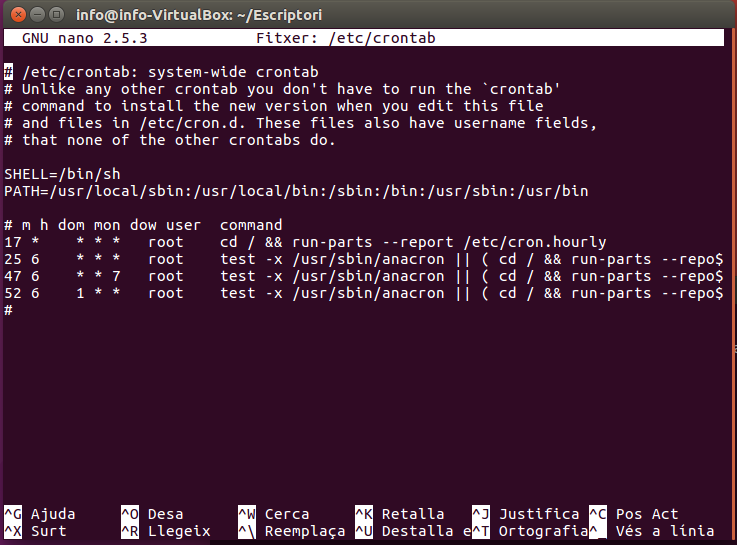 info@info-VirtualBox: ~/Escriptori
GNU nano 2.5.3 Fitxer: /etc/crontab
# /etc/crontab: system-wide crontab
# Unlike any other crontab you don't have to run the `crontab'
# command to install the new version when you edit this file
# and files in /etc/cron.d. These files also have username fields,
# that none of the other crontabs do.
SHELL=/bin/sh
PATH=/usr/local/sbin:/usr/local/bin:/sbin:/bin:/usr/sbin:/usr/bin
# m h dom mon dow user  command
17 *    * * *   root    cd / && run-parts --report /etc/cron.hourly
25 6    * * *   root    test -x /usr/sbin/anacron || ( cd / && run-parts --repo$
47 6    * * 7   root    test -x /usr/sbin/anacron || ( cd / && run-parts --repo$
52 6    1 * *   root    test -x /usr/sbin/anacron || ( cd / && run-parts --repo$
#
^G Ajuda ^O Desa ^W Cerca ^K Retalla ^J Justifica ^C Pos Act
^X Surt ^R Llegeix ^\ Reemplaça ^U Destalla e^T Ortografia^_ Vés a línia